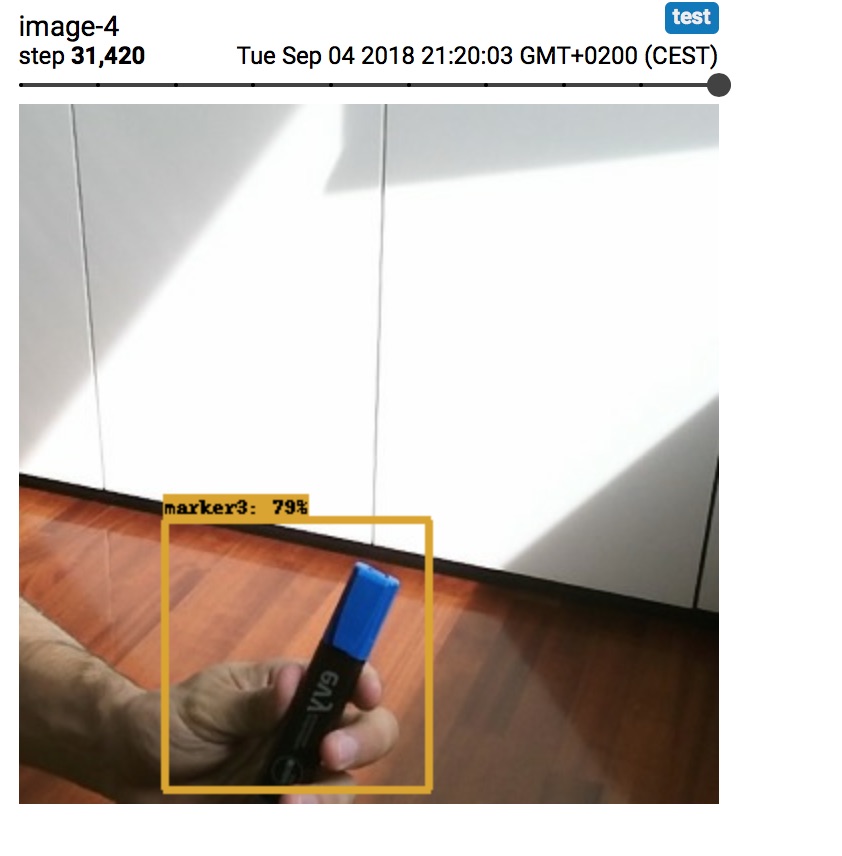 image-4
test
step 31,420
Tue Sep 04 2018 21:20:03 GMT+0200 (CEST)
marker3: 79%